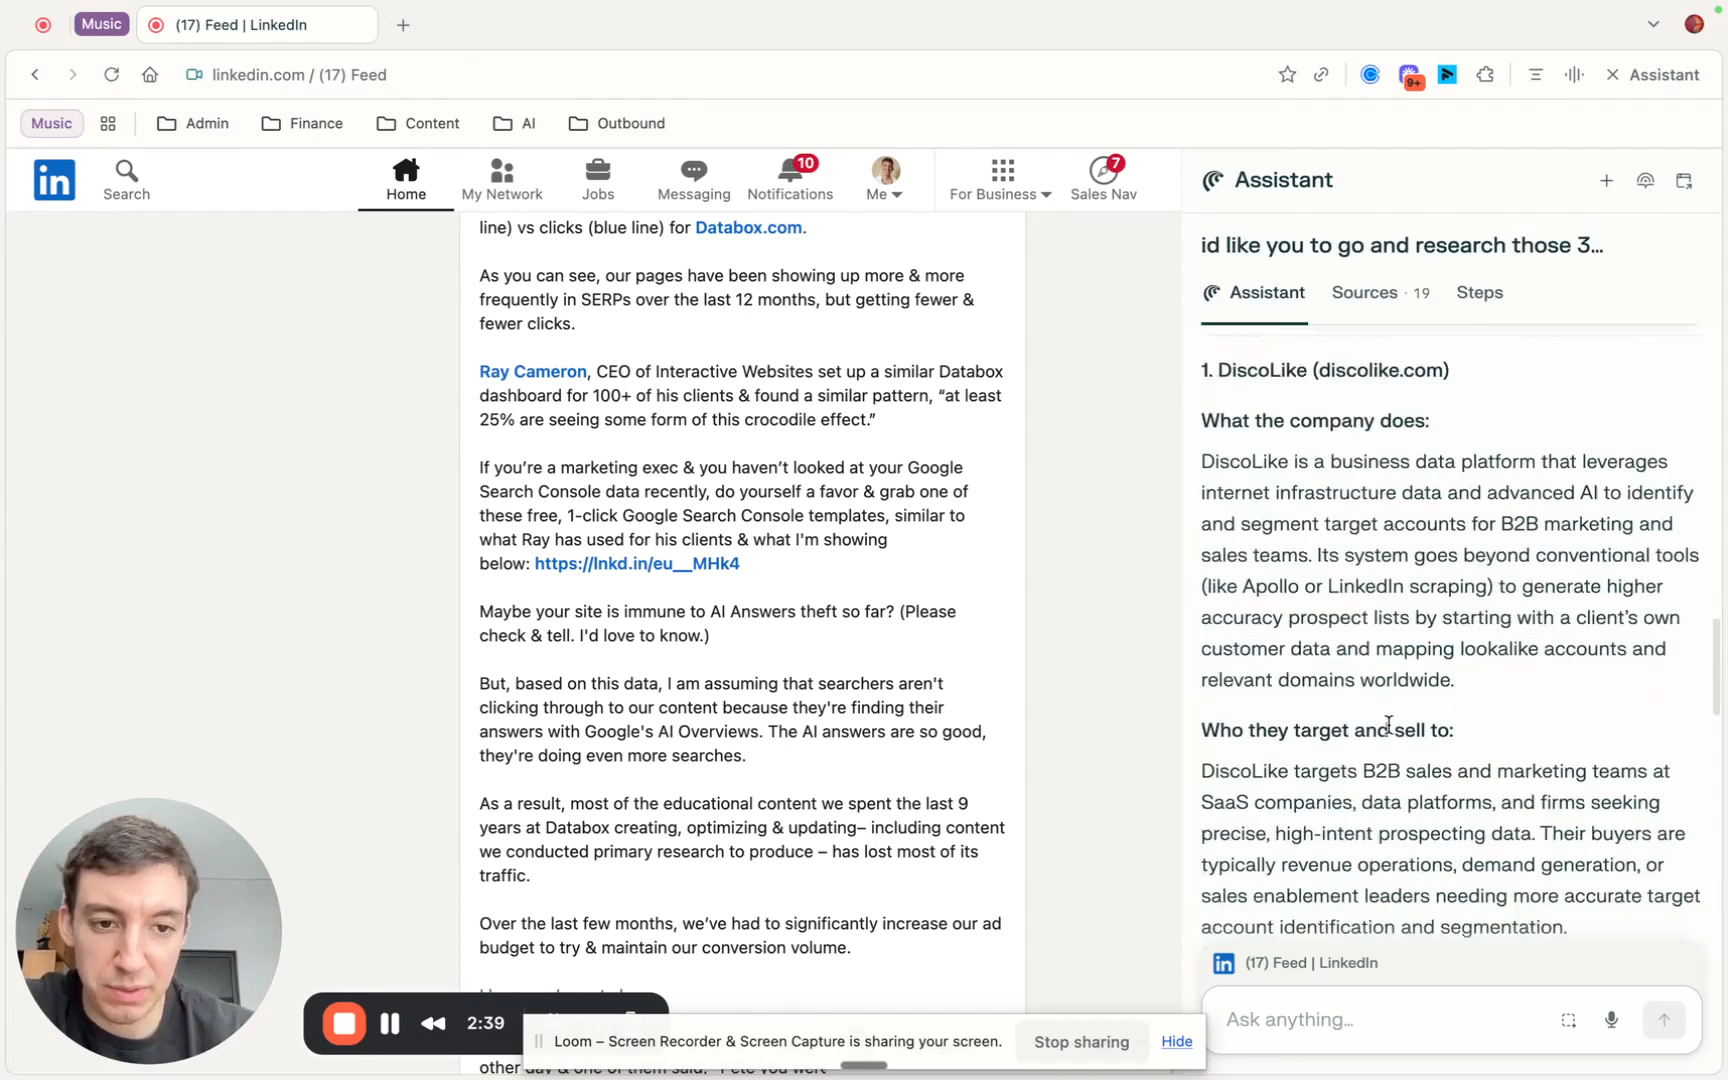 Music
(17) Feed | LinkedIn
linkedin.com / (17) Feed
9+
Assistant
Music
Admin
Finance
Content
AI
Outbound
in
Search
Home
My Network
Jobs
Messaging
10
Notifications
Me
For Business
7
Sales Nav
line) vs clicks (blue line) for Databox.com.
As you can see, our pages have been showing up more & more
frequently in SERPs over the last 12 months, but getting fewer &
fewer clicks.
Ray Cameron, CEO of Interactive Websites set up a similar Databox
dashboard for 100+ of his clients & found a similar pattern, “at least
25% are seeing some form of this crocodile effect.”
If you’re a marketing exec & you haven’t looked at your Google
Search Console data recently, do yourself a favor & grab one of
these free, 1-click Google Search Console templates, similar to
what Ray has used for his clients & what I'm showing
below: https://lnkd.in/eu__MHk4
Maybe your site is immune to AI Answers theft so far? (Please
check & tell. I'd love to know.)
But, based on this data, I am assuming that searchers aren't
clicking through to our content because they're finding their
answers with Google's AI Overviews. The AI answers are so good,
they're doing even more searches.
As a result, most of the educational content we spent the last 9
years at Databox creating, optimizing & updating– including content
we conducted primary research to produce – has lost most of its
traffic.
Over the last few months, we’ve had to significantly increase our ad
budget to try & maintain our conversion volume.
other day & one of them said: "Pete you went
Assistant
id like you to go and research those 3...
Assistant
Sources · 19
Steps
1. DiscoLike (discolike.com)
What the company does:
DiscoLike is a business data platform that leverages
internet infrastructure data and advanced AI to identify
and segment target accounts for B2B marketing and
sales teams. Its system goes beyond conventional tools
(like Apollo or LinkedIn scraping) to generate higher
accuracy prospect lists by starting with a client’s own
customer data and mapping lookalike accounts and
relevant domains worldwide.
Who they target and sell to:
DiscoLike targets B2B sales and marketing teams at
SaaS companies, data platforms, and firms seeking
precise, high-intent prospecting data. Their buyers are
typically revenue operations, demand generation, or
sales enablement leaders needing more accurate target
account identification and segmentation.
in
(17) Feed | LinkedIn
Ask anything...
2:39
Loom – Screen Recorder & Screen Capture is sharing your screen.
Stop sharing
Hide